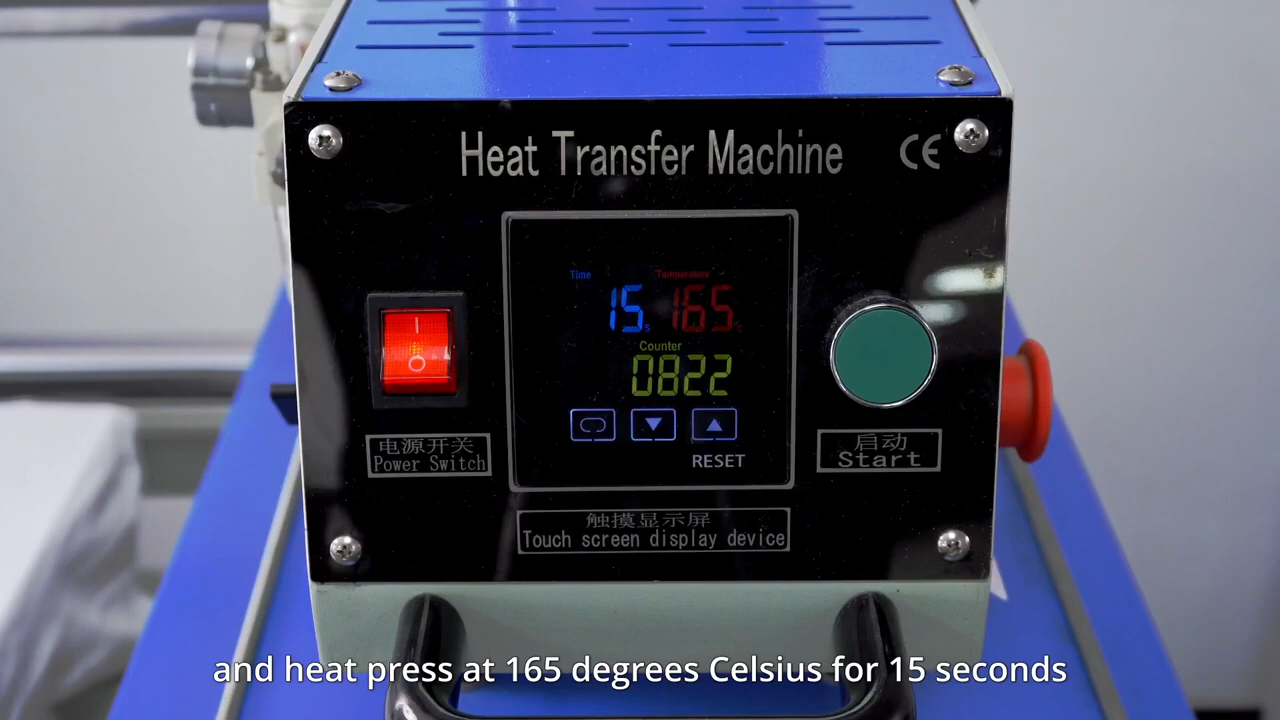 Heat Transfer Machine
CE
Time Temperature
15s 165°C
Counter
0822
RESET
电源开关
Power Switch
启动
Start
触摸显示屏
Touch screen display device
and heat press at 165 degrees Celsius for 15 seconds